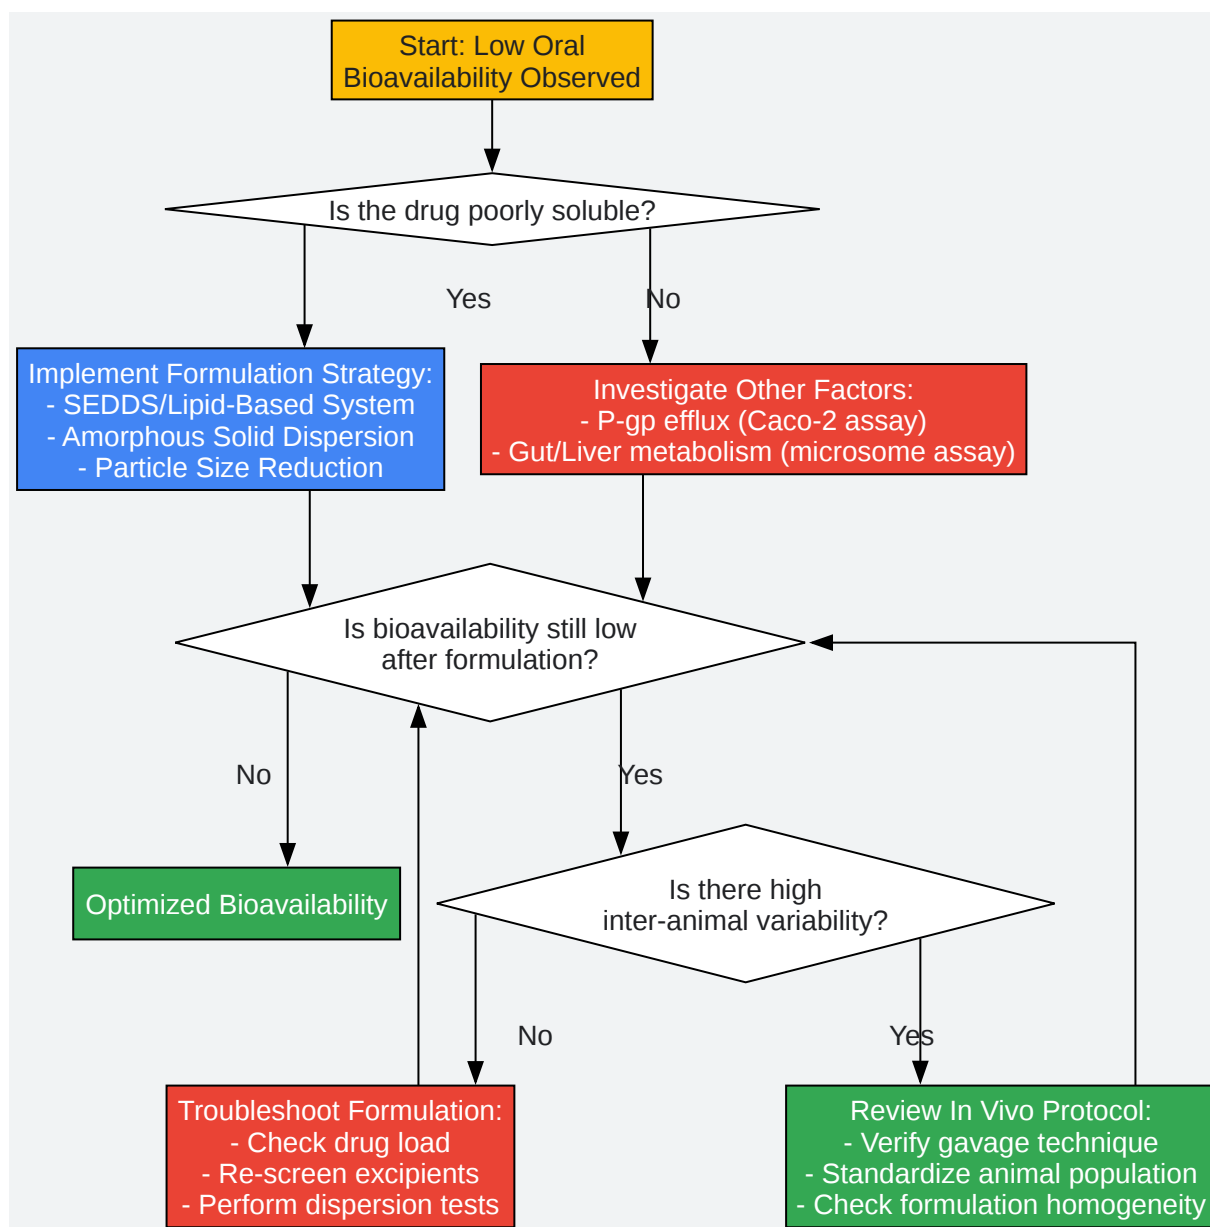 Start: Low Oral
Bioavailability Observed
Is the drug poorly soluble?
Yes
No
Implement Formulation Strategy:
- SEDDS/Lipid-Based System
- Amorphous Solid Dispersion
- Particle Size Reduction
Investigate Other Factors:
- P-gp efflux (Caco-2 assay)
- Gut/Liver metabolism (microsome assay)
Is bioavailability still low
after formulation?
No
Yes
Optimized Bioavailability
Is there high
inter-animal variability?
No
Yes
Troubleshoot Formulation:
- Check drug load
- Re-screen excipients
- Perform dispersion tests
Review In Vivo Protocol:
- Verify gavage technique
- Standardize animal population
- Check formulation homogeneity